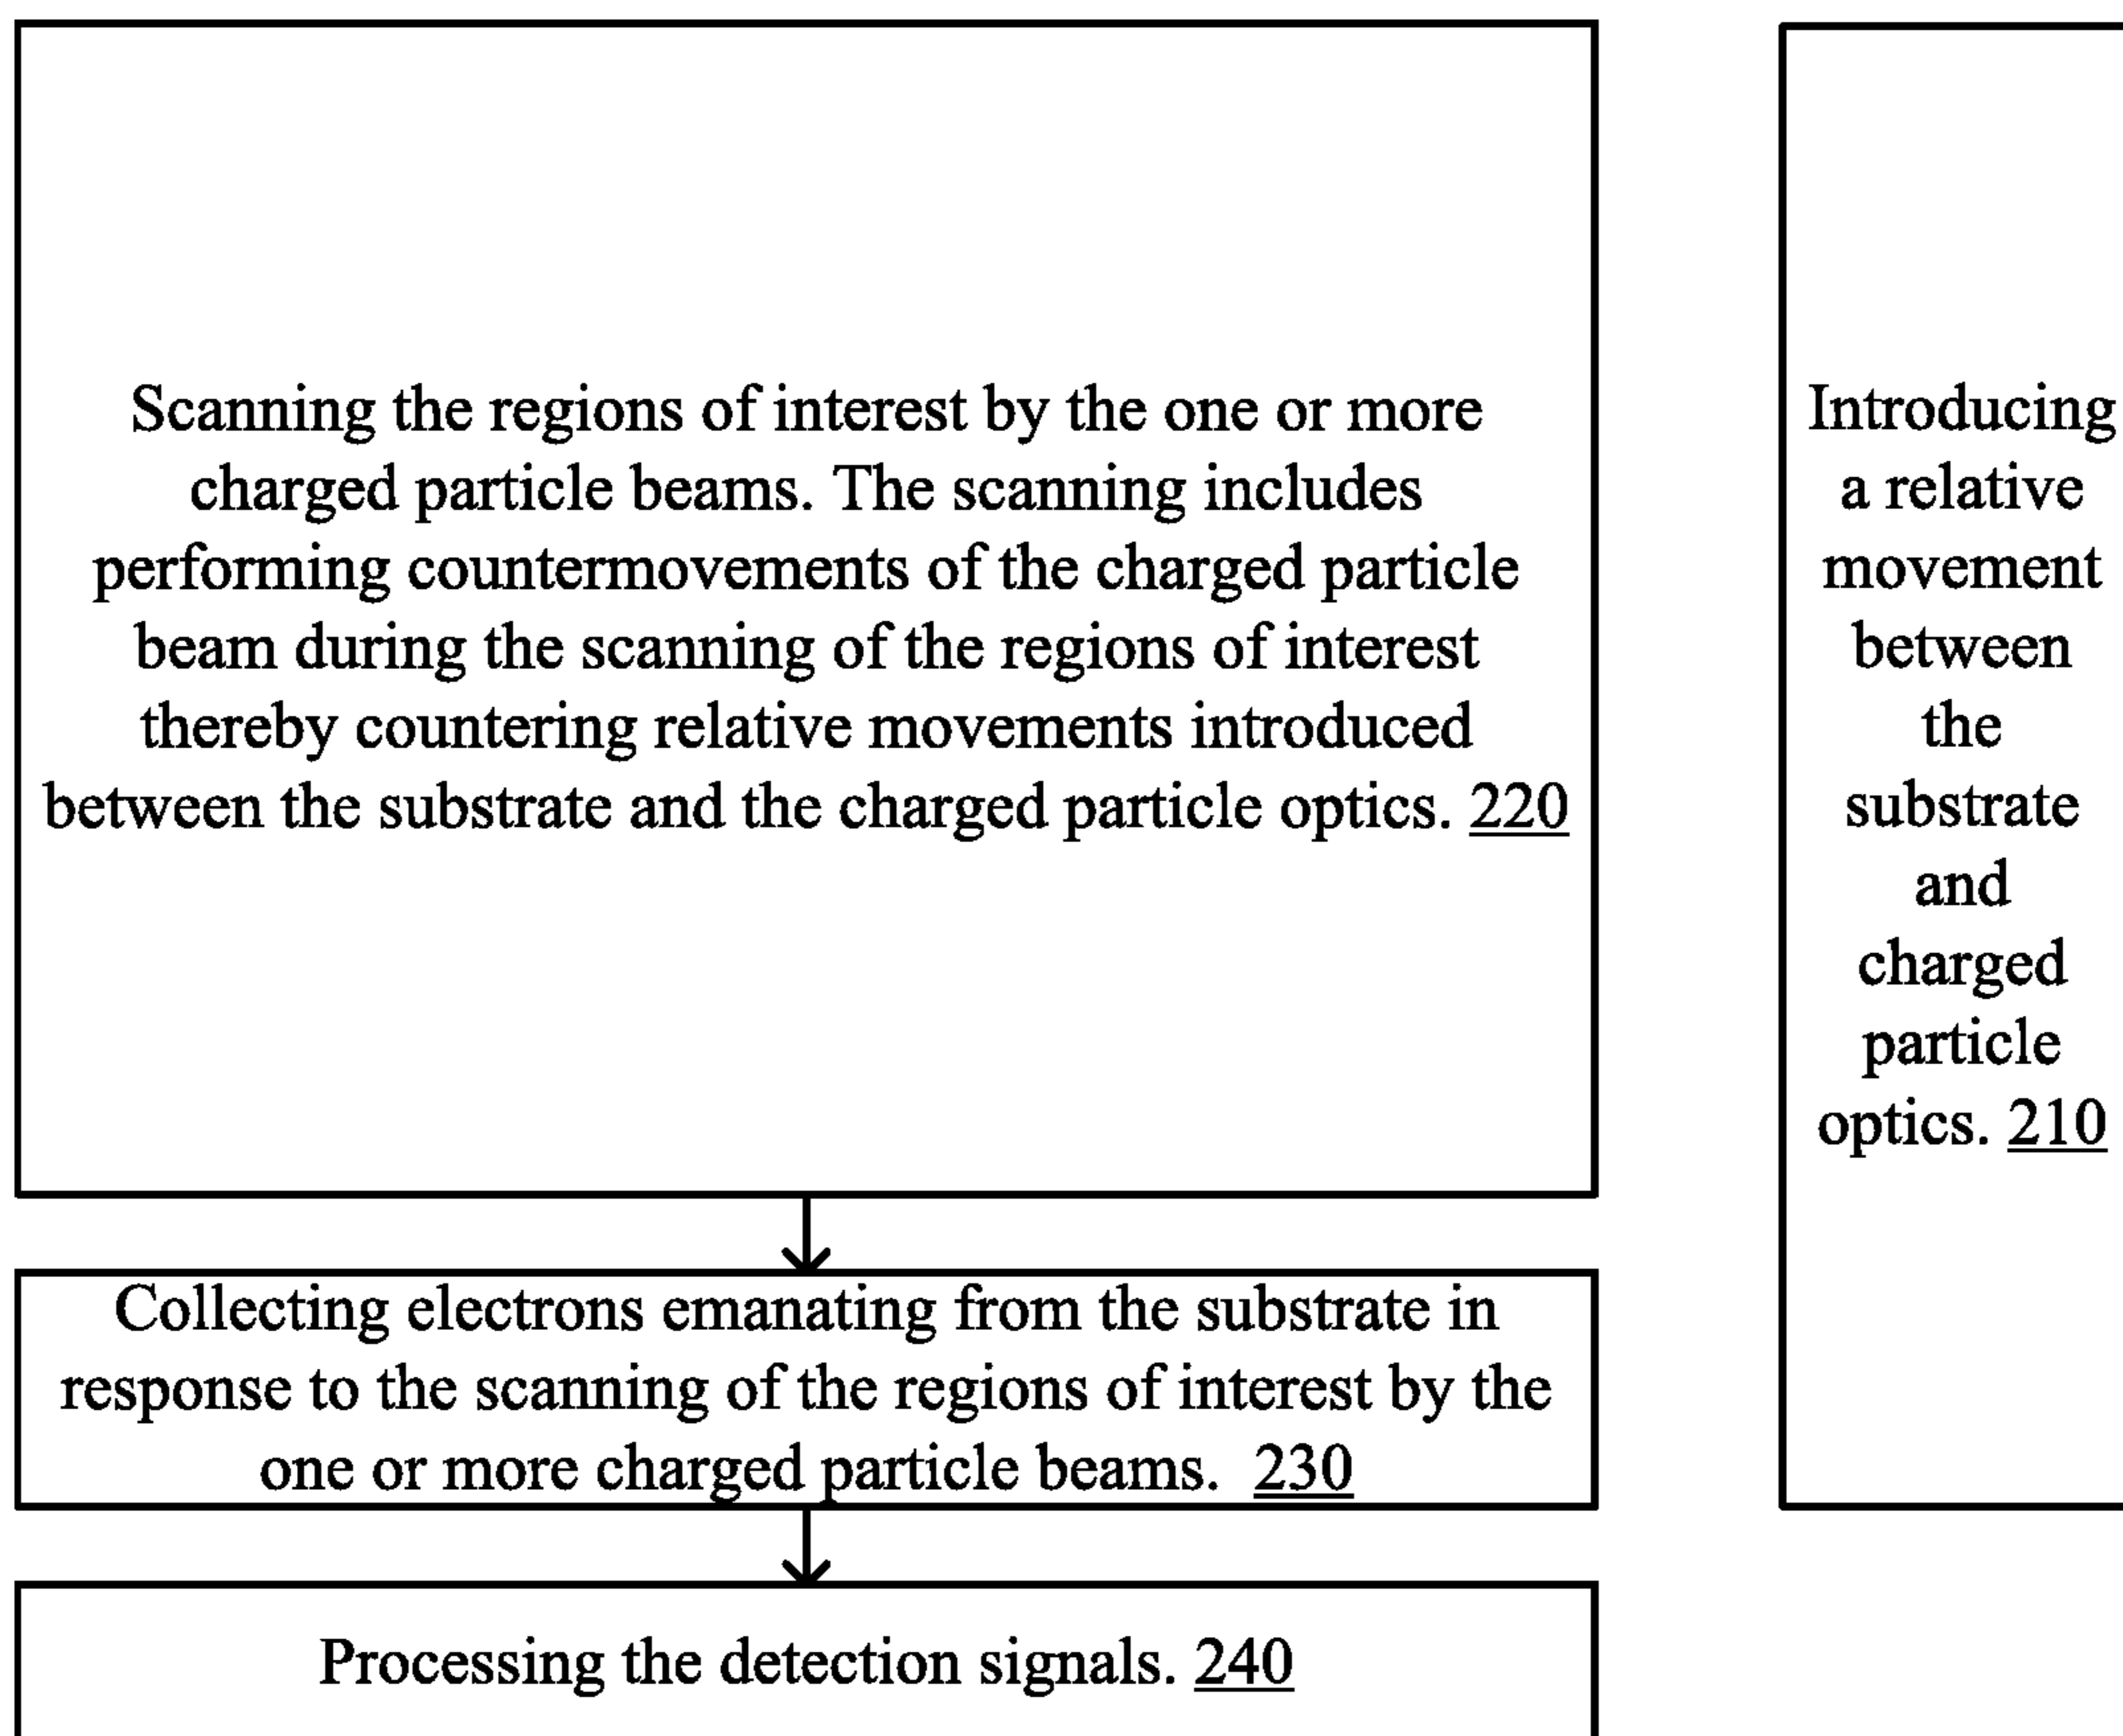 Scanning the regions of interest by the one or more
charged particle beams. The scanning includes
performing countermovements of the charged particle
beam during the scanning of the regions of interest
thereby countering relative movements introduced
between the substrate and the charged particle optics. 220
Collecting electrons emanating from the substrate in
response to the scanning of the regions of interest by the
one or more charged particle beams. 230
Processing the detection signals. 240
Introducing
a relative
movement
between
the
substrate
and
charged
particle
optics. 210